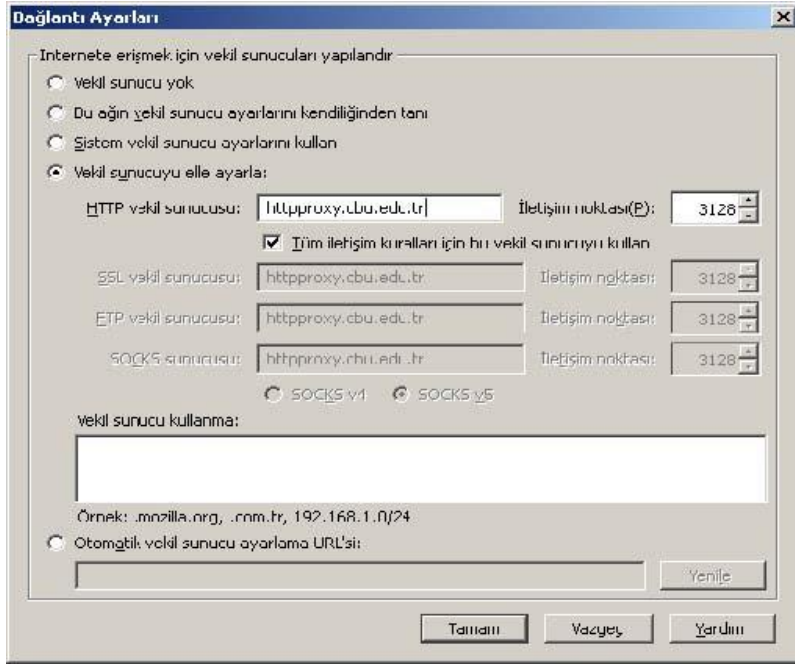 Bağlantı Ayarları
İnternete erişmek için vekil sunucuları yapılandır
Vekil sunucu yok
Bu ağın vekil sunucu ayarlarını kendiliğinden tanı
Sistem vekil sunucu ayarlarını kullan
Vekil sunucuyu elle ayarla:
HTTP vekil sunucusu: httpproxy.cbu.edu.tr İletişim noktası(P): 3128
Tüm iletişim kuralları için bu vekil sunucuyu kullan
SSL vekil sunucusu: httpproxy.cbu.edu.tr İletişim noktası: 3128
FTP vekil sunucusu: httpproxy.cbu.edu.tr İletişim noktası: 3128
SOCKS sunucusu: httpproxy.cbu.edu.tr İletişim noktası: 3128
SOCKS v4 SOCKS v5
Vekil sunucu kullanma:
Örnek: .mozilla.org, .com.tr, 192.168.1.0/24
Otomatik vekil sunucu ayarlama URL'si:
Yenile
Tamam Vazgeç Yardım